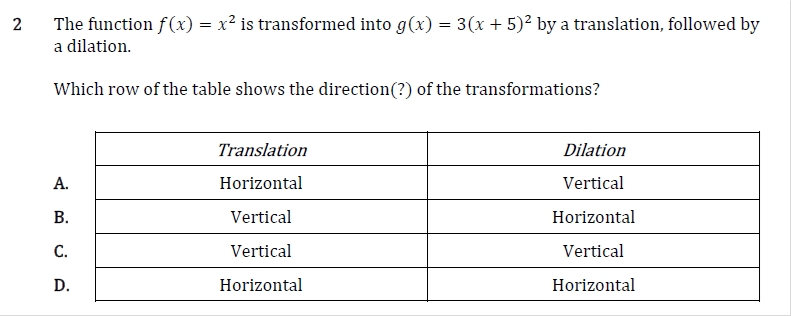 2 The function f(x) = x² is transformed into g(x) = 3(x + 5)² by a translation, followed by
a dilation.
Which row of the table shows the direction(?) of the transformations?
Translation Dilation
A. Horizontal Vertical
B. Vertical Horizontal
C. Vertical Vertical
D. Horizontal Horizontal